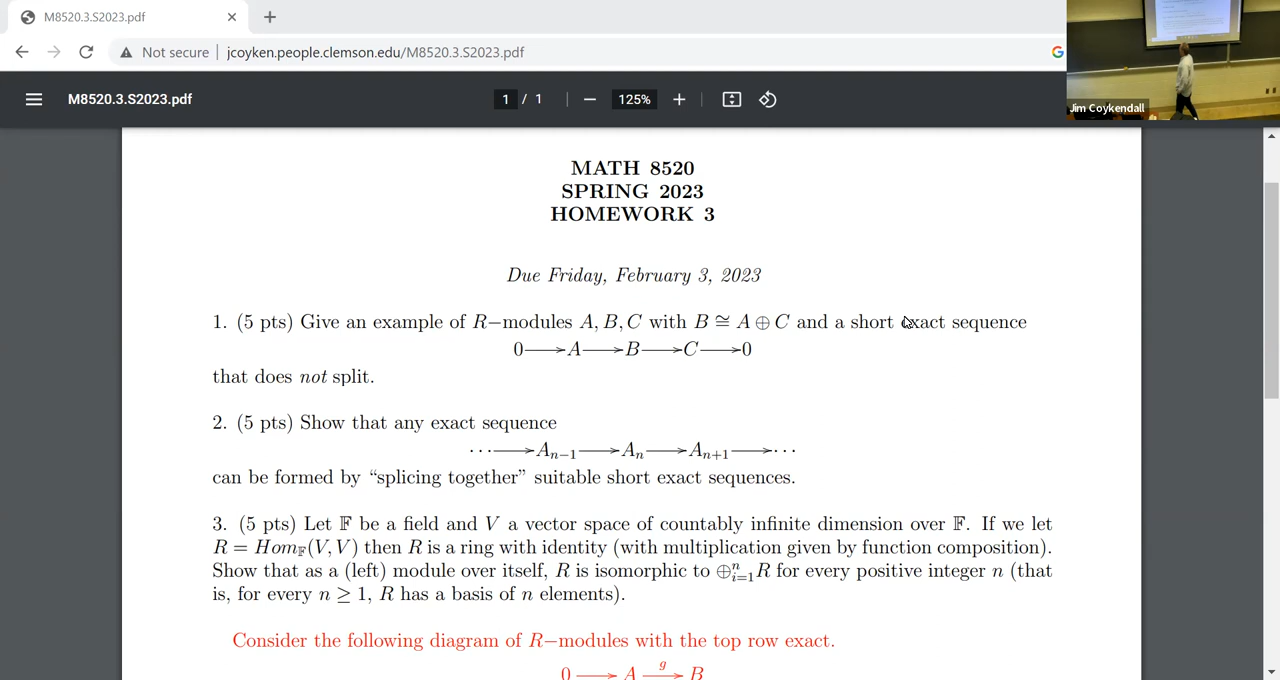 M8520.3.S2023.pdf
Not secure | jcoyken.people.clemson.edu/M8520.3.S2023.pdf
G
M8520.3.S2023.pdf
1 / 1
125%
Jim Coykendall
MATH 8520
SPRING 2023
HOMEWORK 3
Due Friday, February 3, 2023
1. (5 pts) Give an example of R−modules A, B, C with B ≅ A ⊕ C and a short exact sequence
0⟶A⟶B⟶C⟶0
that does not split.
2. (5 pts) Show that any exact sequence
⋯⟶Aₙ₋₁⟶Aₙ⟶Aₙ₊₁⟶⋯
can be formed by “splicing together” suitable short exact sequences.
3. (5 pts) Let 𝔽 be a field and V a vector space of countably infinite dimension over 𝔽. If we let
R = Hom_𝔽(V, V) then R is a ring with identity (with multiplication given by function composition).
Show that as a (left) module over itself, R is isomorphic to ⊕ⁿᵢ₌₁R for every positive integer n (that
is, for every n ≥ 1, R has a basis of n elements).
Consider the following diagram of R−modules with the top row exact.
g
0 ⟶ A ⟶ B